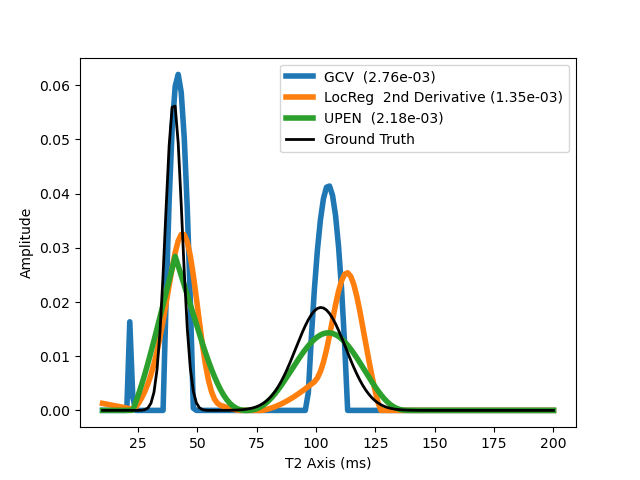 GCV  (2.76e-03)
LocReg  2nd Derivative (1.35e-03)
UPEN  (2.18e-03)
Ground Truth
0.06
0.05
0.04
0.03
0.02
0.01
0.00
Amplitude
25 50 75 100 125 150 175 200
T2 Axis (ms)